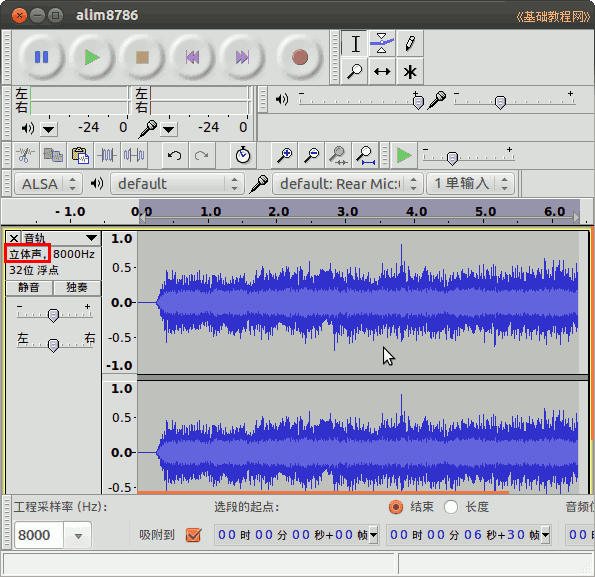 alim8786
《基础教程网》
左
右
-24 0
左
右
-24 0
ALSA default default: Rear Mic: 1 单输入
- 1.0 0.0 1.0 2.0 3.0 4.0 5.0 6.0
音轨
立体声, 8000Hz
32位 浮点
静音 独奏
- +
左 右
1.0
0.5
0.0
-0.5
-1.0
1.0
0.5
0.0
-0.5
工程采样率 (Hz): 选段的起点: 结束 长度 音频位
8000 吸附到 00 时 00 分 00 秒+00 帧 00 时 00 分 06 秒+30 帧 00 时